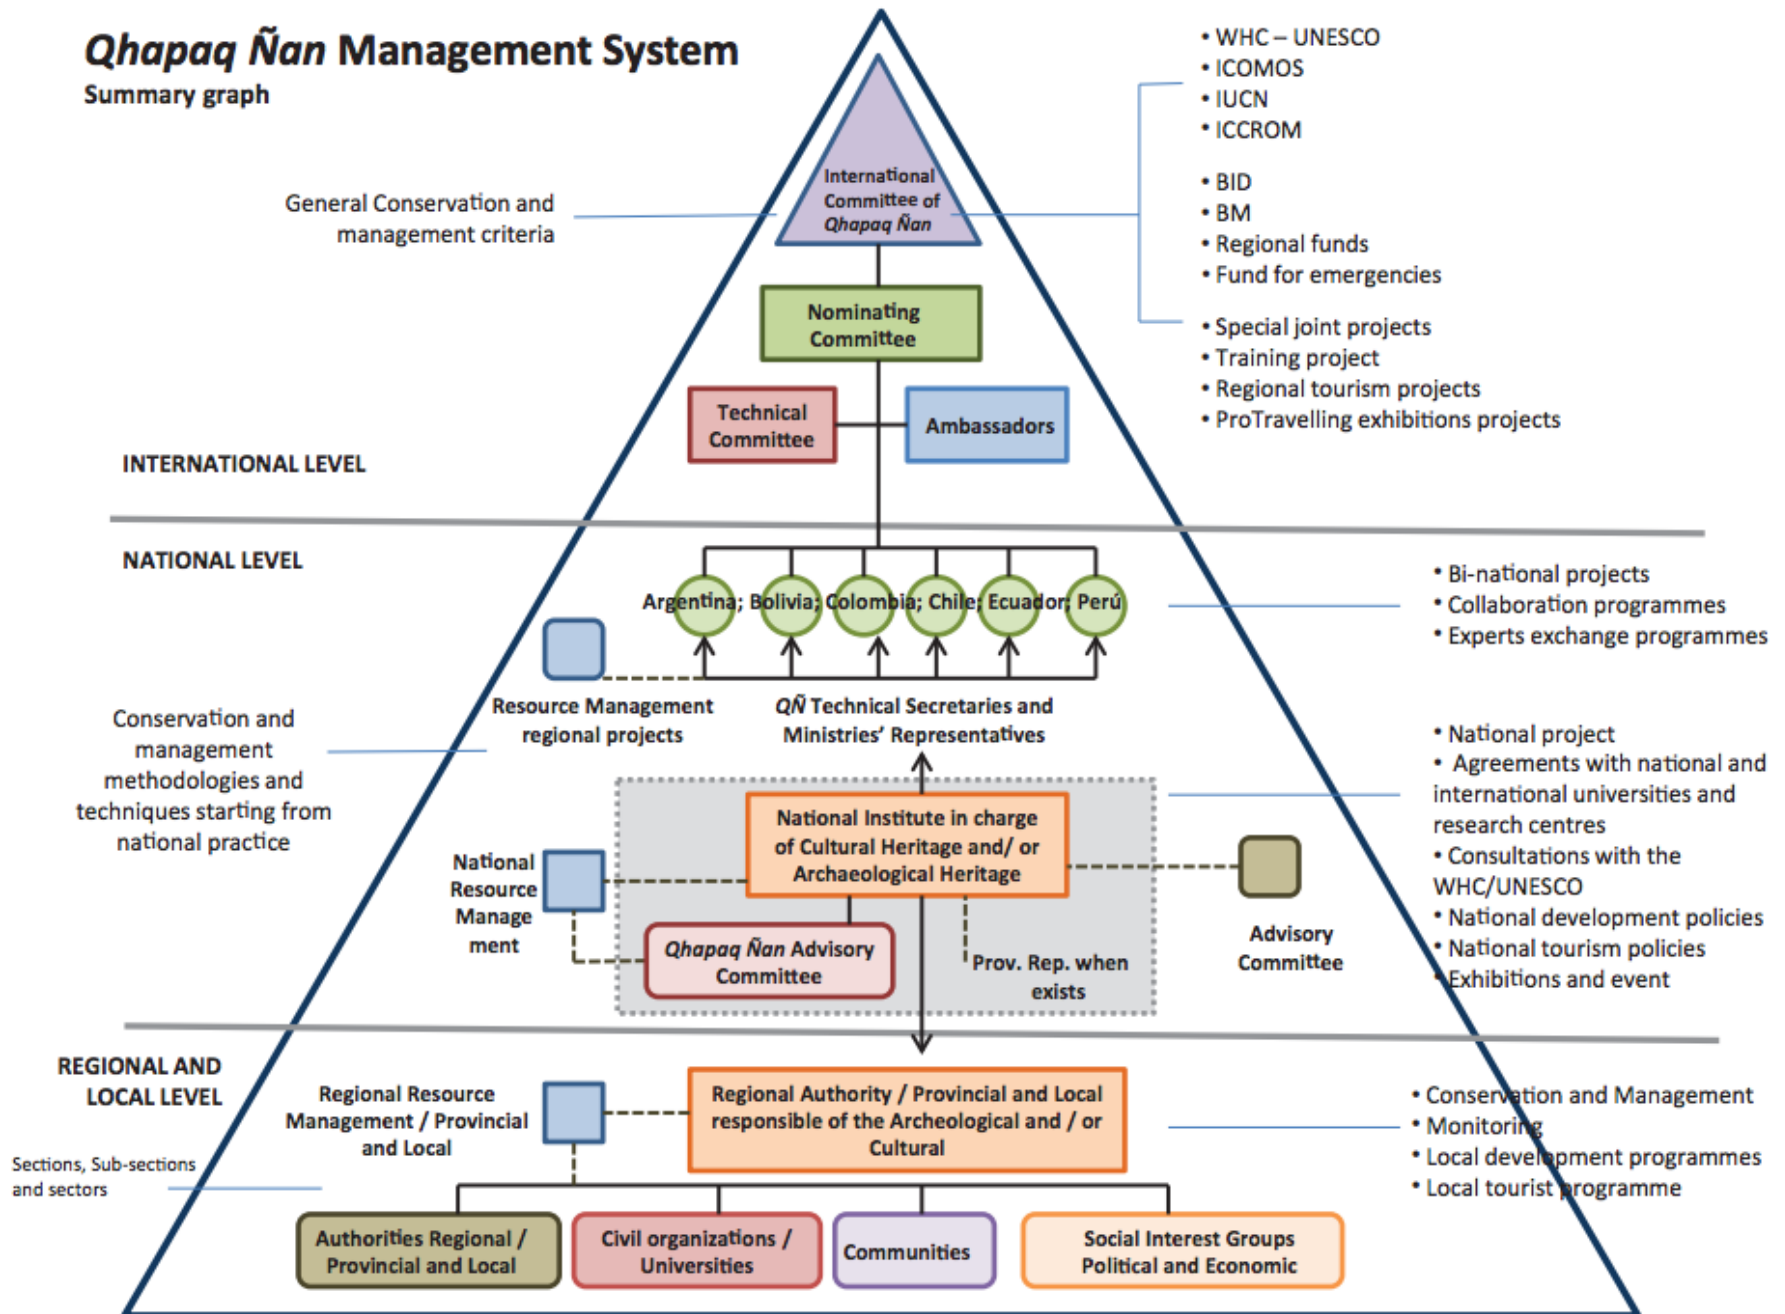 Qhapaq Ñan Management System
Summary graph
• WHC – UNESCO
• ICOMOS
• IUCN
• ICCROM
• BID
• BM
• Regional funds
• Fund for emergencies
• Special joint projects
• Training project
• Regional tourism projects
• ProTravelling exhibitions projects
General Conservation and
management criteria
International
Committee of
Qhapaq Ñan
Nominating
Committee
Technical
Committee
Ambassadors
INTERNATIONAL LEVEL
NATIONAL LEVEL
Argentina; Bolivia; Colombia; Chile; Ecuador; Perú
• Bi-national projects
• Collaboration programmes
• Experts exchange programmes
Resource Management
regional projects
QÑ Technical Secretaries and
Ministries’ Representatives
Conservation and
management
methodologies and
techniques starting from
national practice
• National project
• Agreements with national and
international universities and
research centres
• Consultations with the
WHC/UNESCO
• National development policies
• National tourism policies
• Exhibitions and event
National Institute in charge
of Cultural Heritage and/ or
Archaeological Heritage
National
Resource
Manage
ment
Qhapaq Ñan Advisory
Committee
Prov. Rep. when
exists
Advisory
Committee
REGIONAL AND
LOCAL LEVEL
Regional Resource
Management / Provincial
and Local
Regional Authority / Provincial and Local
responsible of the Archeological and / or
Cultural
• Conservation and Management
• Monitoring
• Local development programmes
• Local tourist programme
Sections, Sub-sections
and sectors
Authorities Regional /
Provincial and Local
Civil organizations /
Universities
Communities
Social Interest Groups
Political and Economic